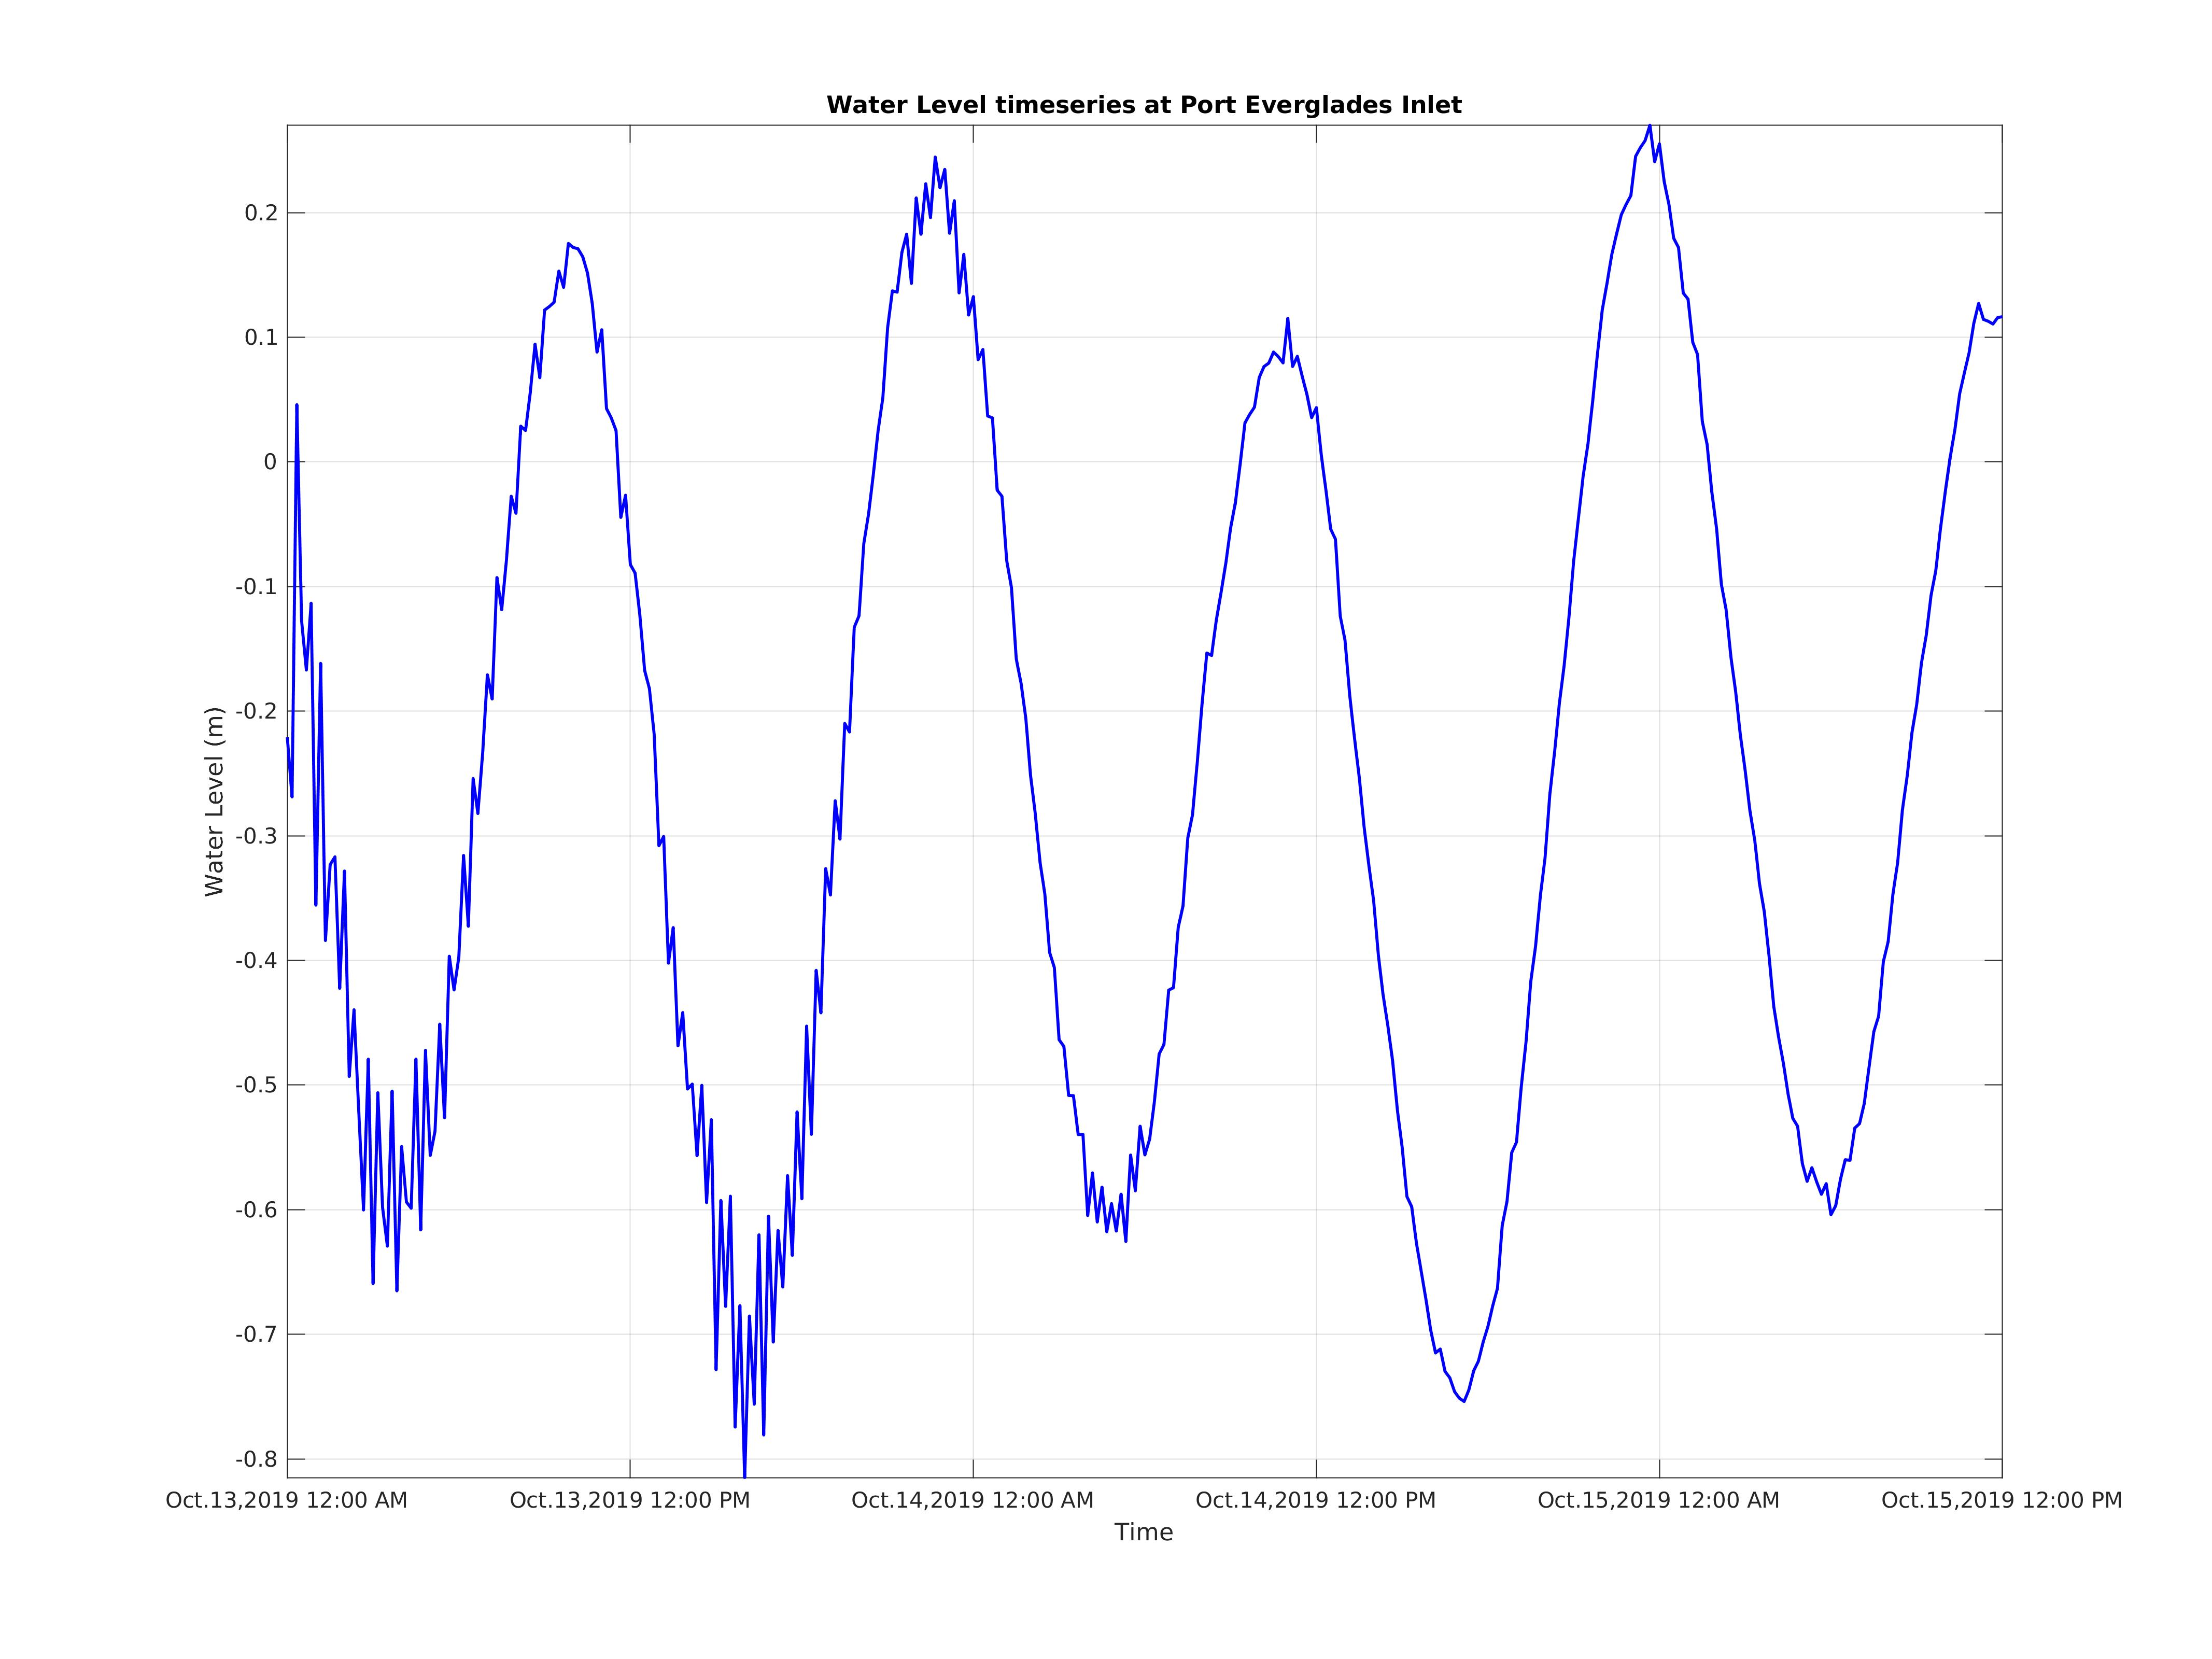 Water Level timeseries at Port Everglades Inlet
0.2
0.1
0
-0.1
-0.2
-0.3
-0.4
-0.5
-0.6
-0.7
-0.8
Water Level (m)
Oct.13,2019 12:00 AM
Oct.13,2019 12:00 PM
Oct.14,2019 12:00 AM
Oct.14,2019 12:00 PM
Oct.15,2019 12:00 AM
Oct.15,2019 12:00 PM
Time